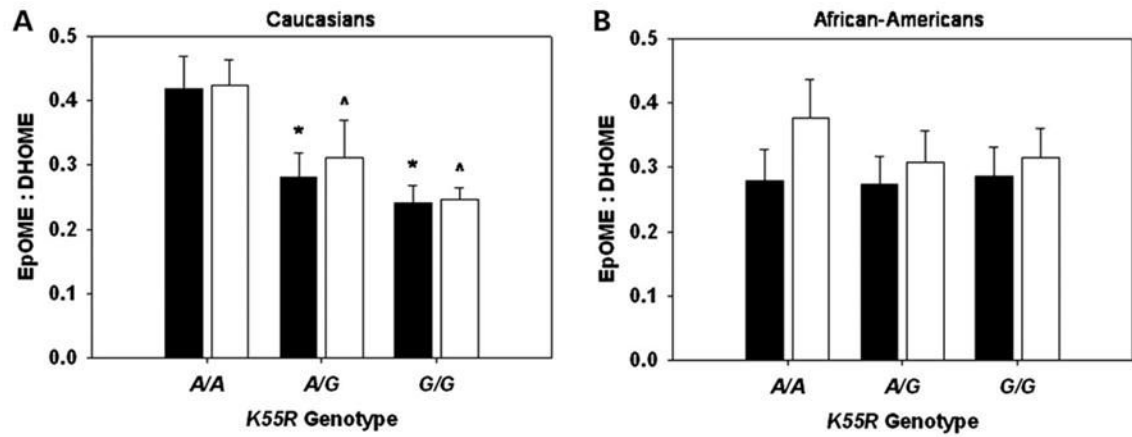 A
Caucasians
EpOME : DHOME
0.5
0.4
0.3
0.2
0.1
0.0
*
^
*
^
A/A
A/G
G/G
K55R Genotype
B
African-Americans
EpOME : DHOME
0.5
0.4
0.3
0.2
0.1
0.0
A/A
A/G
G/G
K55R Genotype